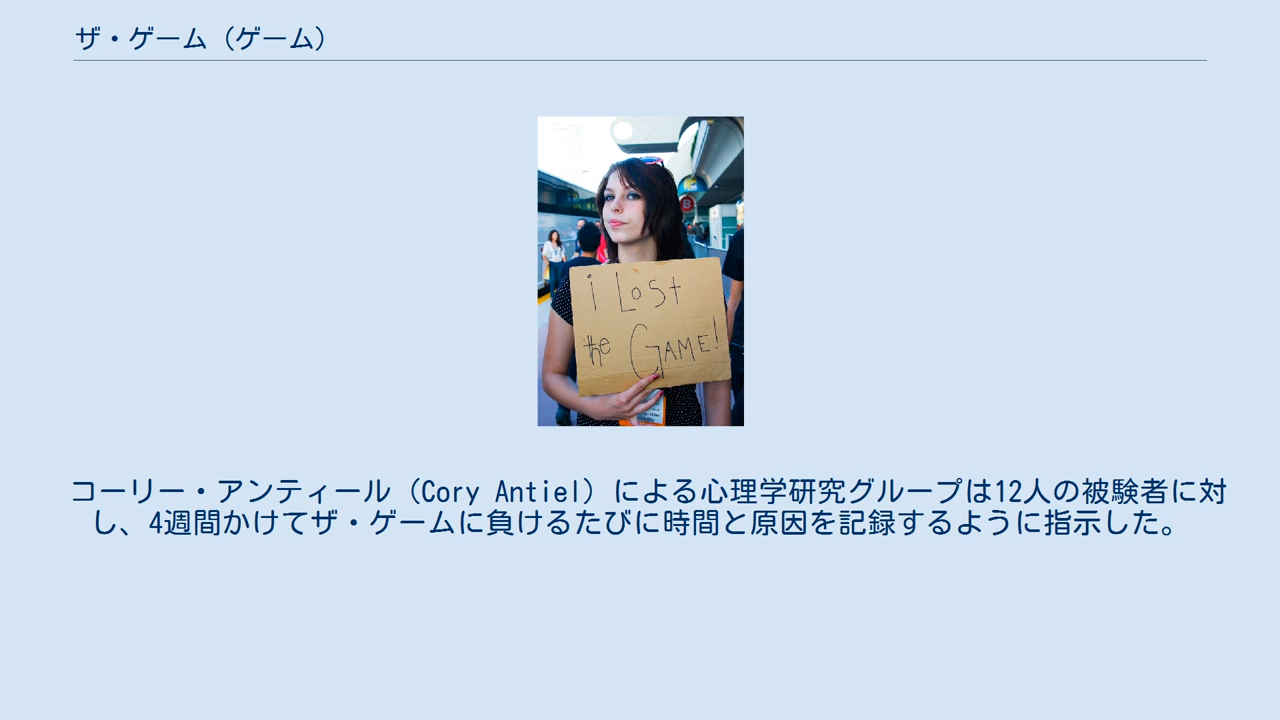 ザ・ゲーム（ゲーム）
i Lost
the GAME!
コーリー・アンティール（Cory Antiel）による心理学研究グループは12人の被験者に対
し、4週間かけてザ・ゲームに負けるたびに時間と原因を記録するように指示した。